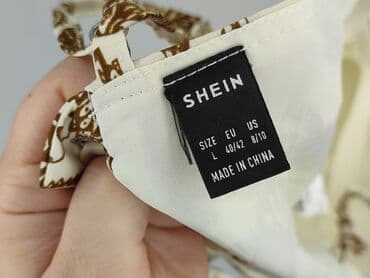 SHEIN
SIZE EU US
L 40/42 8/10
MADE IN CHINA